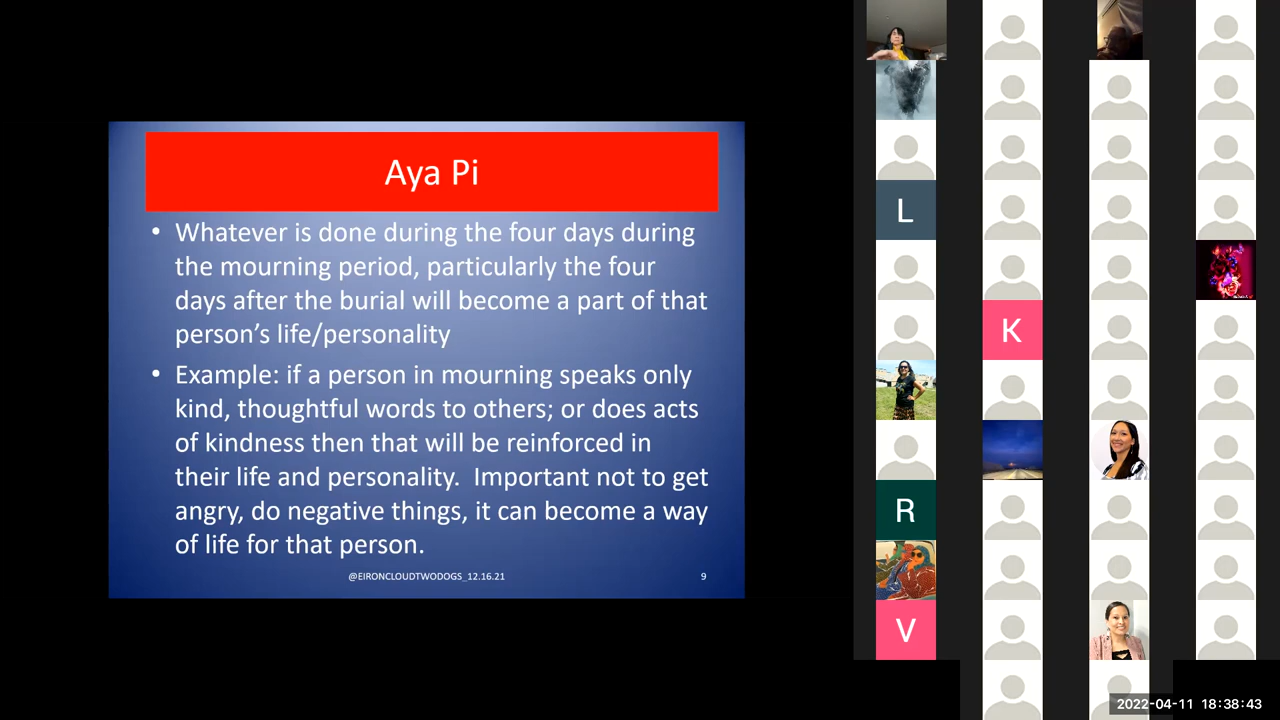 Aya Pi
• Whatever is done during the four days during
the mourning period, particularly the four
days after the burial will become a part of that
person's life/personality
• Example: if a person in mourning speaks only
kind, thoughtful words to others; or does acts
of kindness then that will be reinforced in
their life and personality.  Important not to get
angry, do negative things, it can become a way
of life for that person.
@EIRONCLOUDTWODOGS_12.16.21
9
L
K
R
V
2022-04-11 18:38:43